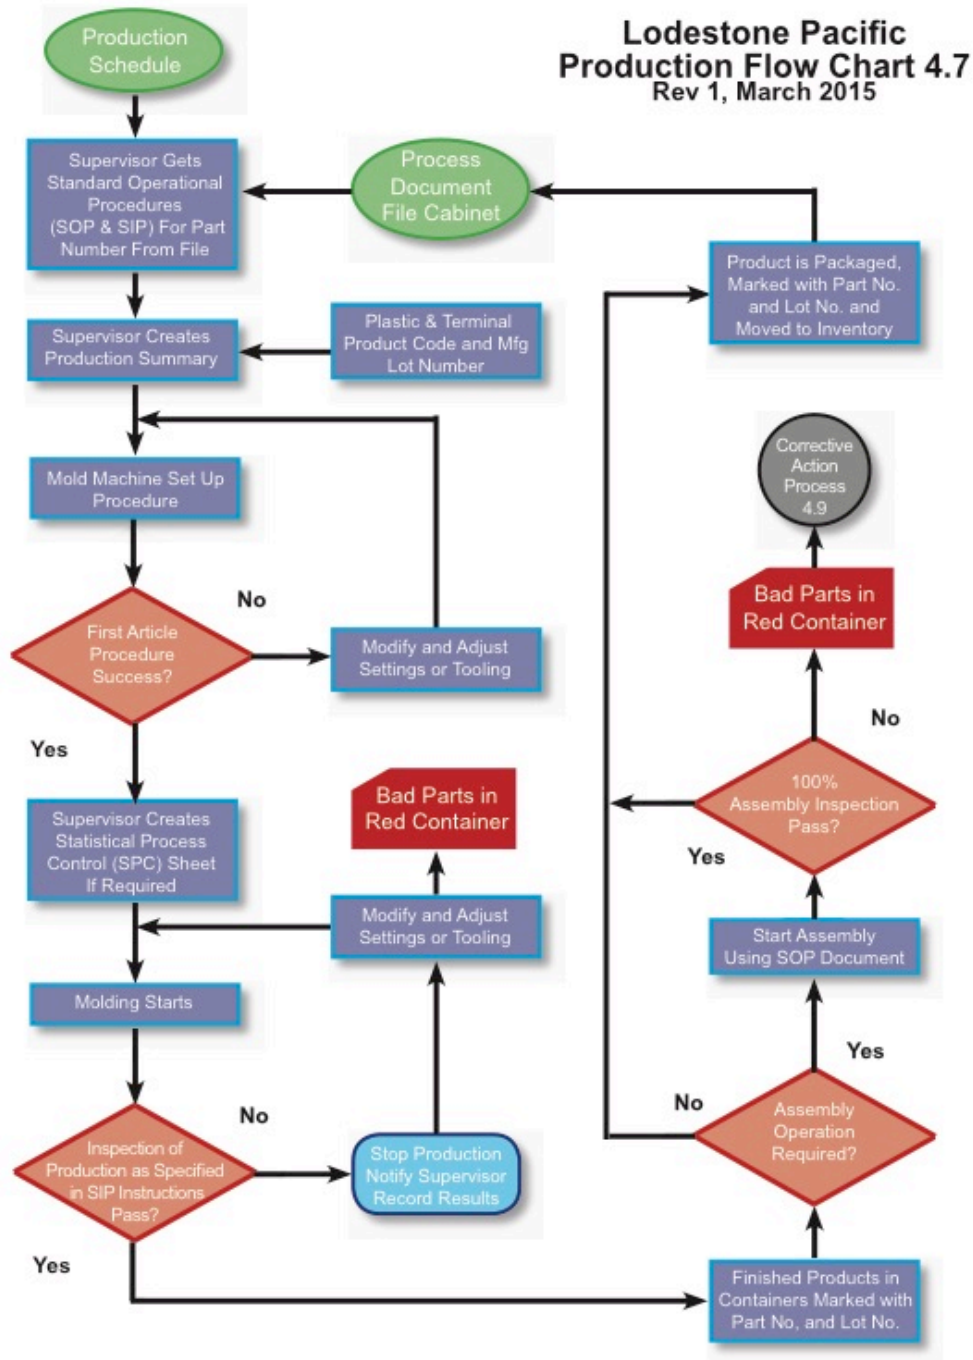 Lodestone Pacific
Production Flow Chart 4.7
Rev 1, March 2015
Production
Schedule
Supervisor Gets
Standard Operational
Procedures
(SOP & SIP) For Part
Number From File
Process
Document
File Cabinet
Product is Packaged,
Marked with Part No.
and Lot No. and
Moved to Inventory
Supervisor Creates
Production Summary
Plastic & Terminal
Product Code and Mfg
Lot Number
Mold Machine Set Up
Procedure
Corrective
Action
Process
4.9
Bad Parts in
Red Container
First Article
Procedure
Success?
No
Modify and Adjust
Settings or Tooling
Yes
No
100%
Assembly Inspection
Pass?
Yes
Supervisor Creates
Statistical Process
Control (SPC) Sheet
If Required
Bad Parts in
Red Container
Modify and Adjust
Settings or Tooling
Start Assembly
Using SOP Document
Molding Starts
Yes
No
Assembly
Operation
Required?
Inspection of
Production as Specified
in SIP Instructions
Pass?
No
Stop Production
Notify Supervisor
Record Results
Yes
Finished Products in
Containers Marked with
Part No, and Lot No.